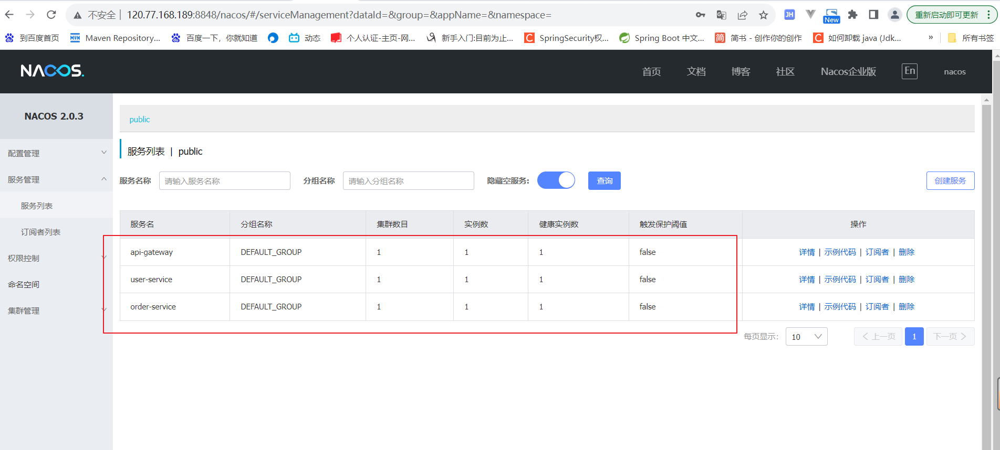 不安全 | 120.77.168.189:8848/nacos/#/serviceManagement?dataId=&group=&appName=&namespace=
JH
New
重新启动即可更新
到百度首页 Maven Repository... 百度一下，你就知道 动态 个人认证-主页-网... 新手入门:目前为止... SpringSecurity权... Spring Boot 中文... 简书 - 创作你的创作 如何卸载 java (Jdk... » 所有书签
NACOS.
首页 文档 博客 社区 Nacos企业版 En nacos
NACOS 2.0.3
配置管理
服务管理
服务列表
订阅者列表
权限控制
命名空间
集群管理
public
服务列表 | public
服务名称 请输入服务名称 分组名称 请输入分组名称 隐藏空服务: 查询 创建服务
服务名 分组名称 集群数目 实例数 健康实例数 触发保护阈值 操作
api-gateway DEFAULT_GROUP 1 1 1 false 详情 | 示例代码 | 订阅者 | 删除
user-service DEFAULT_GROUP 1 1 1 false 详情 | 示例代码 | 订阅者 | 删除
order-service DEFAULT_GROUP 1 1 1 false 详情 | 示例代码 | 订阅者 | 删除
每页显示: 10 上一页 1 下一页